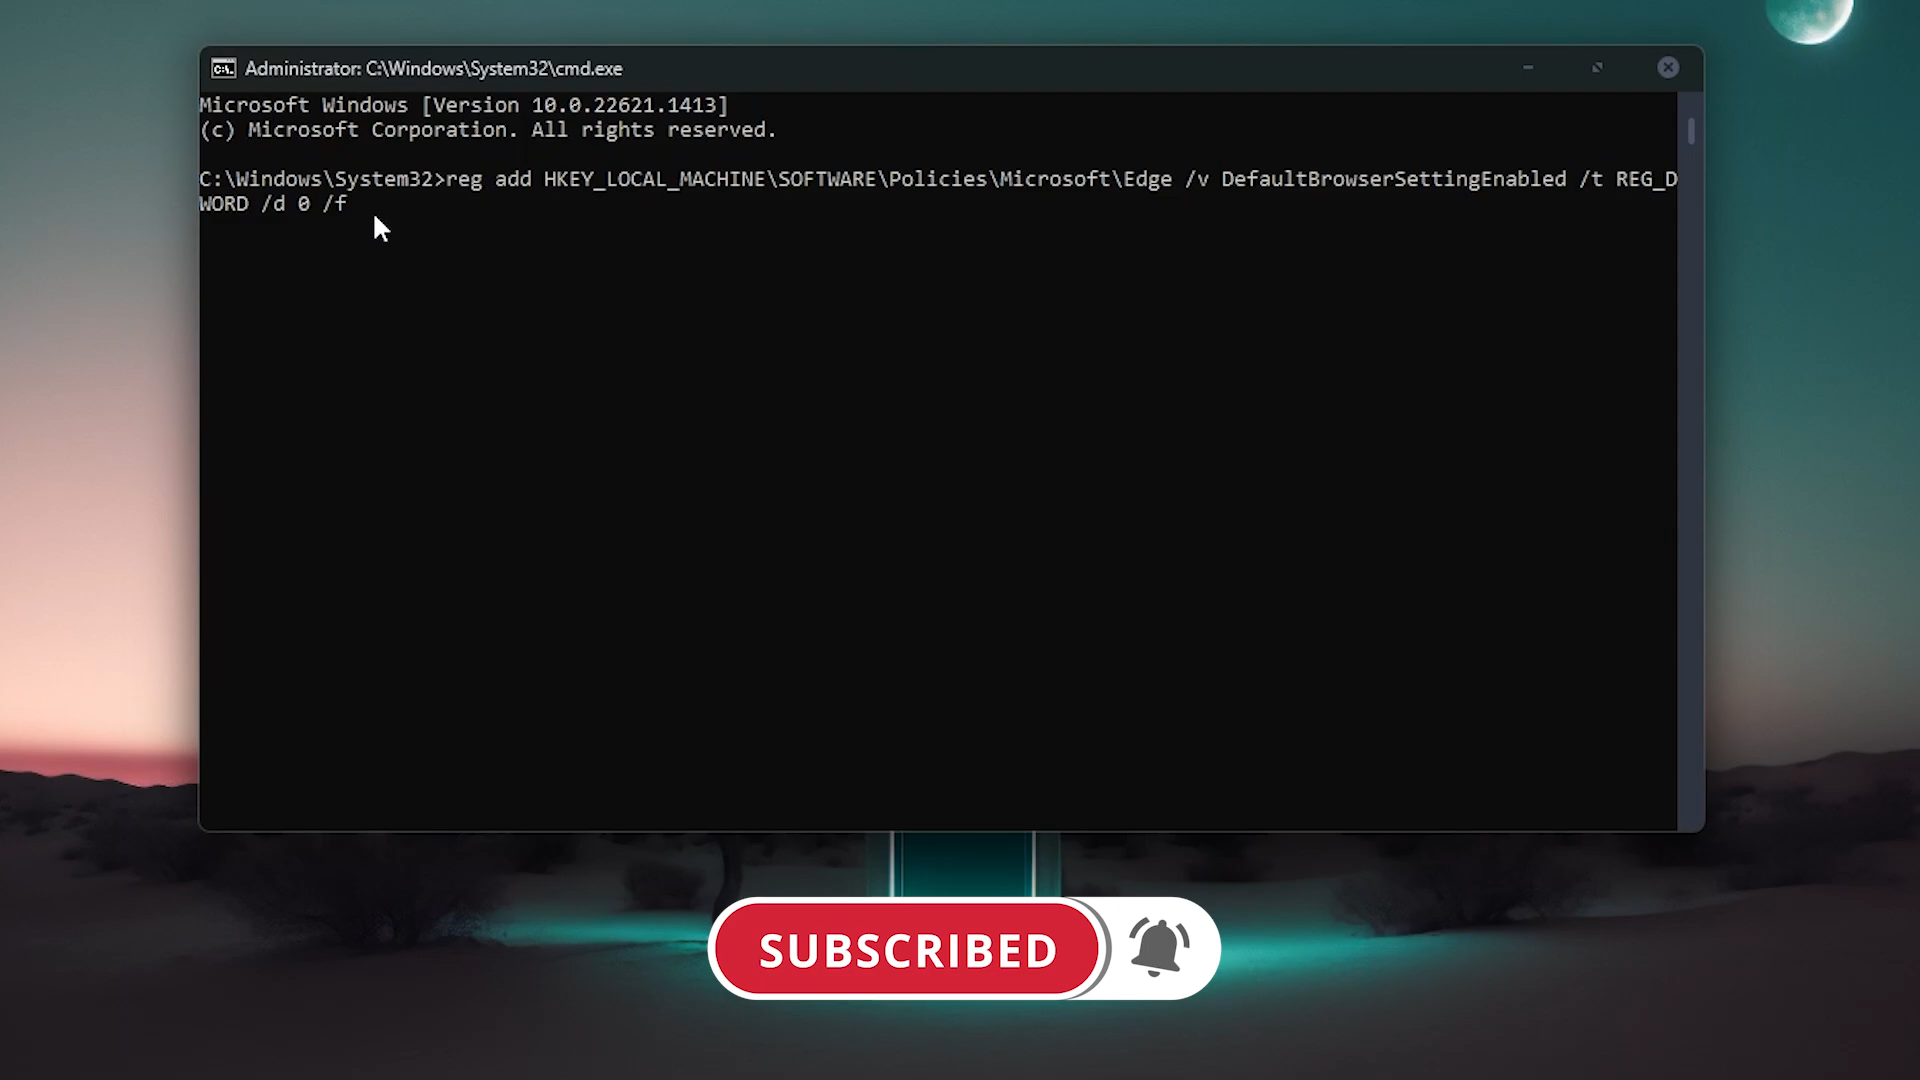 Administrator: C:\Windows\System32\cmd.exe
Microsoft Windows [Version 10.0.22621.1413]
(c) Microsoft Corporation. All rights reserved.
C:\Windows\System32>reg add HKEY_LOCAL_MACHINE\SOFTWARE\Policies\Microsoft\Edge /v DefaultBrowserSettingEnabled /t REG_D
WORD /d 0 /f
SUBSCRIBED